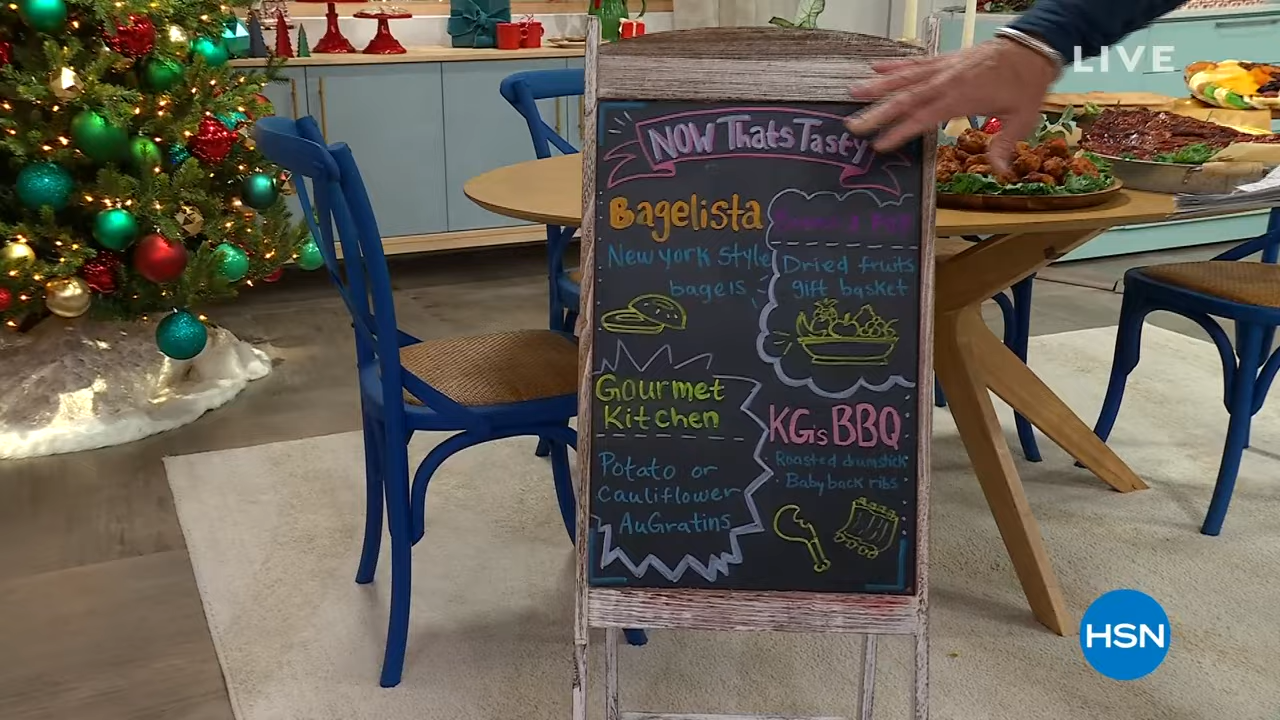 LIVE
NOW Thats Tasty
Bagelista
New york style
bagels
Dried fruits
gift basket
Gourmet
Kitchen
Potato or
Cauliflower
AuGratins
KG's BBQ
Roasted drumstick
Baby back ribs
HSN